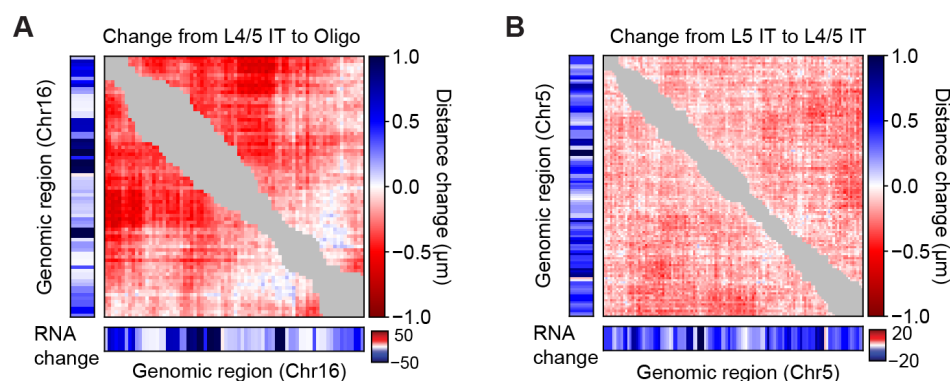 A
Change from L4/5 IT to Oligo
Genomic region (Chr16)
1.0
0.5
0.0
−0.5
−1.0
Distance change (µm)
RNA change
50
−50
Genomic region (Chr16)
B
Change from L5 IT to L4/5 IT
Genomic region (Chr5)
1.0
0.5
0.0
−0.5
−1.0
Distance change (µm)
RNA change
20
−20
Genomic region (Chr5)